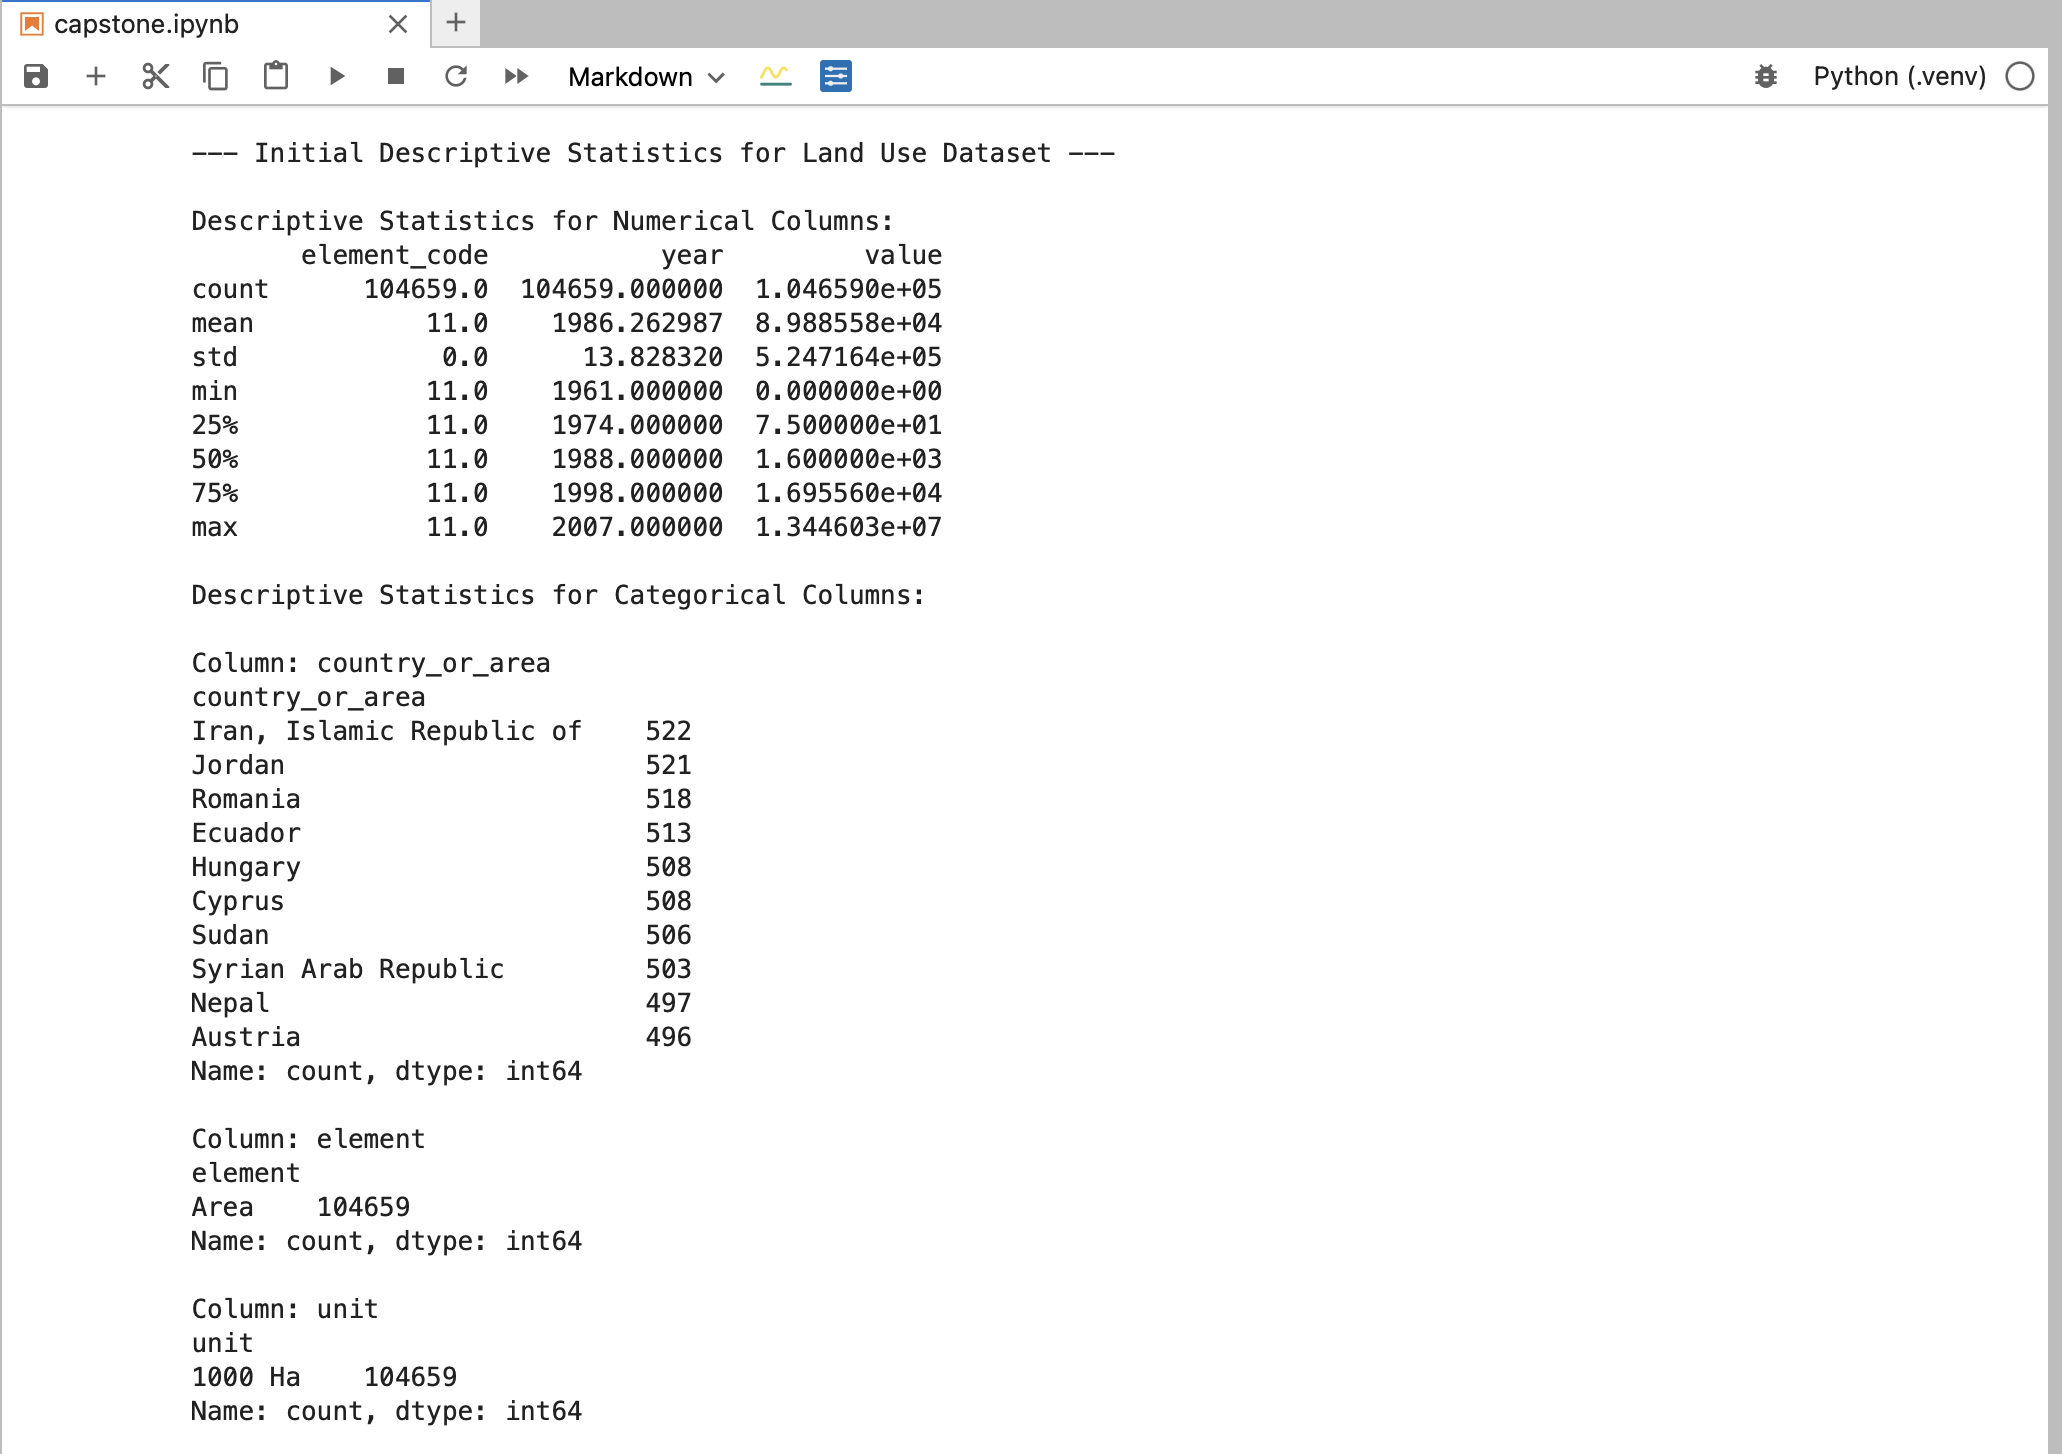 capstone.ipynb
Markdown
Python (.venv)
--- Initial Descriptive Statistics for Land Use Dataset ---
Descriptive Statistics for Numerical Columns:
       element_code           year         value
count      104659.0  104659.000000  1.046590e+05
mean           11.0    1986.262987  8.988558e+04
std             0.0      13.828320  5.247164e+05
min            11.0    1961.000000  0.000000e+00
25%            11.0    1974.000000  7.500000e+01
50%            11.0    1988.000000  1.600000e+03
75%            11.0    1998.000000  1.695560e+04
max            11.0    2007.000000  1.344603e+07
Descriptive Statistics for Categorical Columns:
Column: country_or_area
country_or_area
Iran, Islamic Republic of    522
Jordan                       521
Romania                      518
Ecuador                      513
Hungary                      508
Cyprus                       508
Sudan                        506
Syrian Arab Republic         503
Nepal                        497
Austria                      496
Name: count, dtype: int64
Column: element
element
Area    104659
Name: count, dtype: int64
Column: unit
unit
1000 Ha    104659
Name: count, dtype: int64